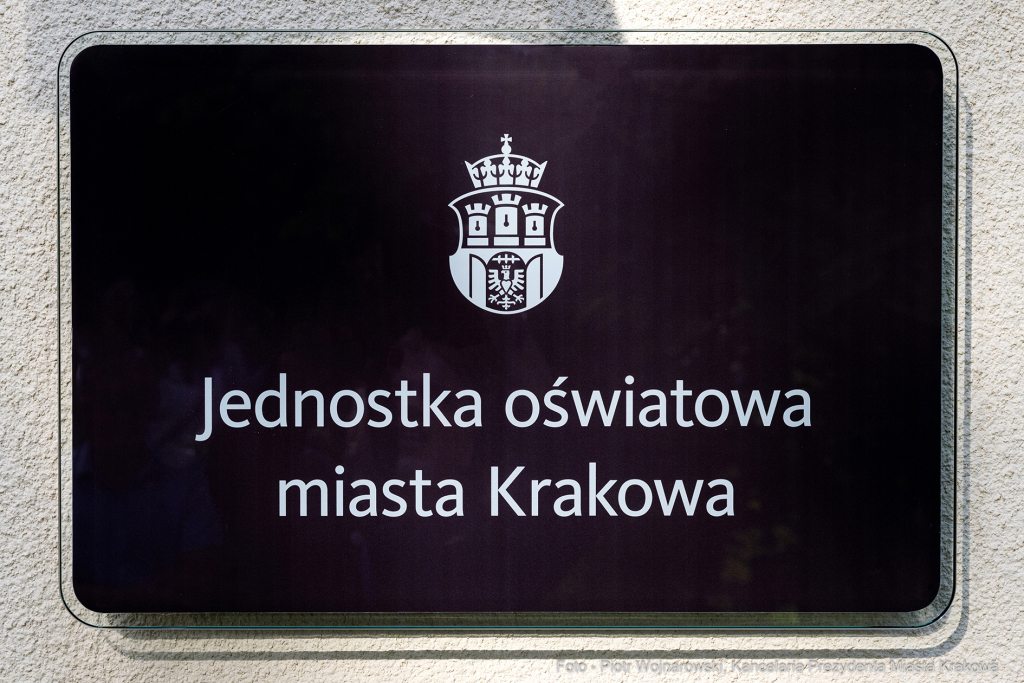 Jednostka oświatowa
miasta Krakowa
Foto - Piotr Wojnarowski, Kancelaria Prezydenta Miasta Krakowa